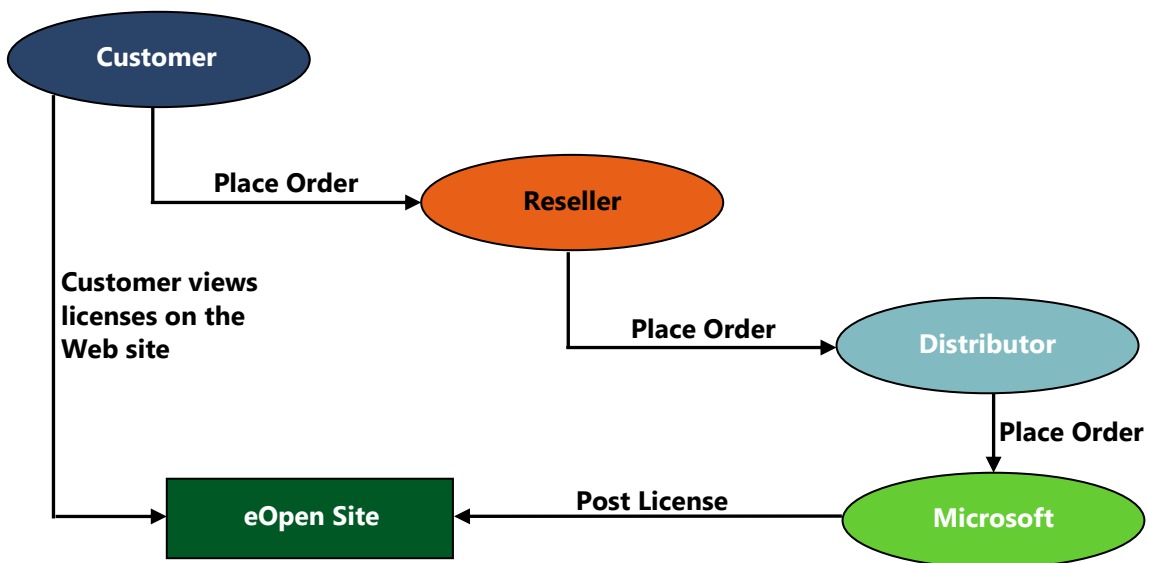 Customer
Place Order
Reseller
Customer views
licenses on the
Web site
Place Order
Distributor
Place Order
eOpen Site
Post License
Microsoft